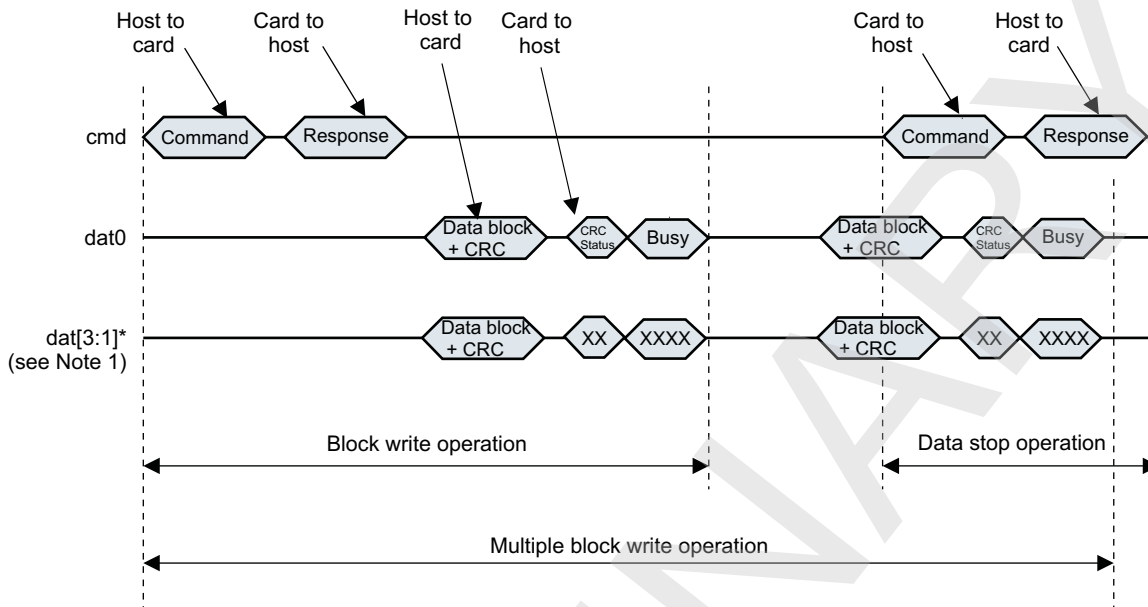 Host to
card
Card to
host
Host to
card
Card to
host
Card to
host
Host to
card
cmd
Command
Response
Command
Response
dat0
Data block
+ CRC
CRC
Status
Busy
Data block
+ CRC
CRC
Status
Busy
dat[3:1]*
(see Note 1)
Data block
+ CRC
XX
XXXX
Data block
+ CRC
XX
XXXX
Block write operation
Data stop operation
Multiple block write operation
NARY